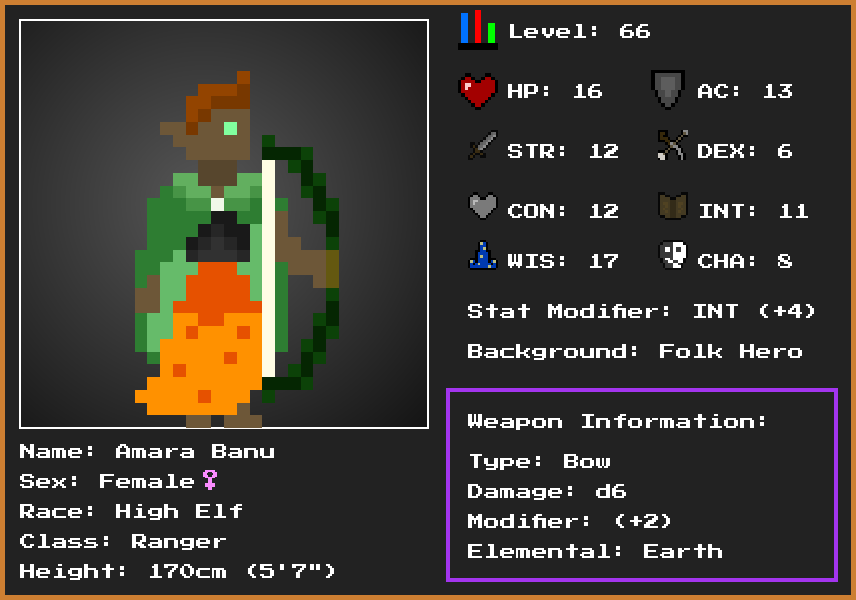 Level: 66
HP: 16
AC: 13
STR: 12
DEX: 6
CON: 12
INT: 11
WIS: 17
CHA: 8
Stat Modifier: INT (+4)
Background: Folk Hero
Weapon Information:
Type: Bow
Damage: d6
Modifier: (+2)
Elemental: Earth
Name: Amara Banu
Sex: Female♀
Race: High Elf
Class: Ranger
Height: 170cm (5'7")